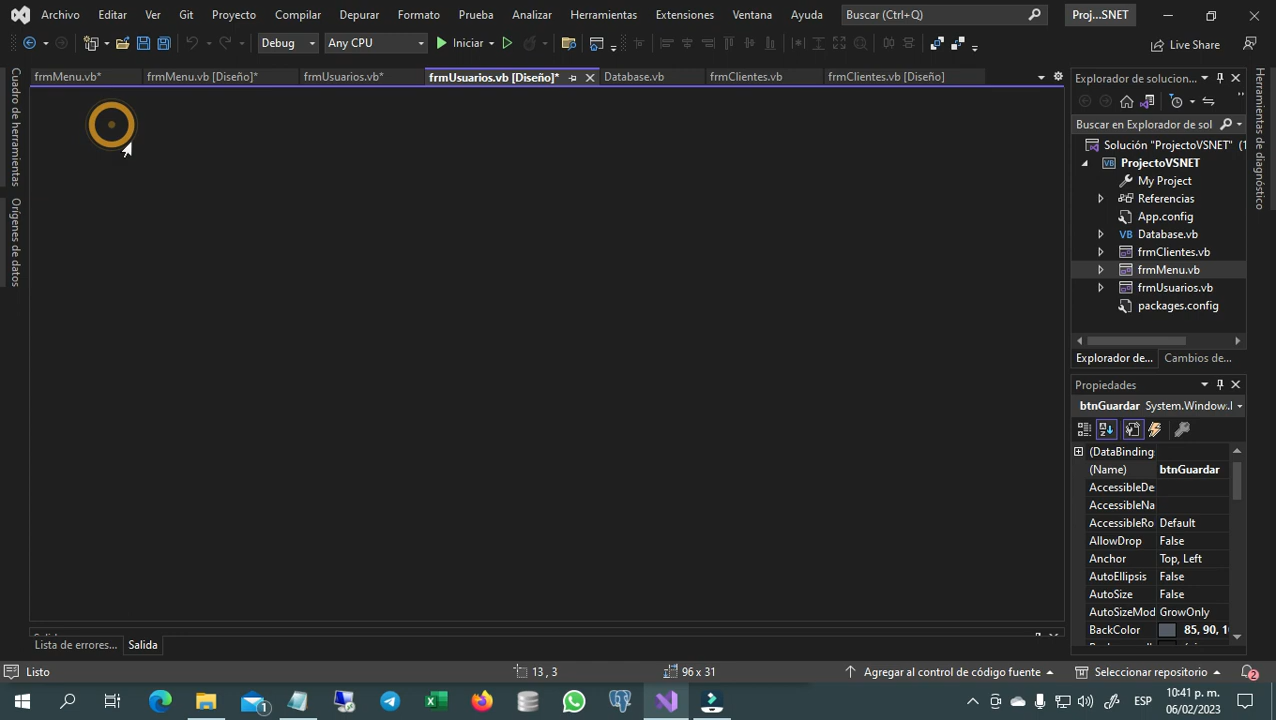 Archivo Editar Ver Git Proyecto Compilar Depurar Formato Prueba Analizar Herramientas Extensiones Ventana Ayuda Buscar (Ctrl+Q) Proj...SNET
Debug Any CPU Iniciar Live Share
frmMenu.vb* frmMenu.vb [Diseño]* frmUsuarios.vb* frmUsuarios.vb [Diseño]* Database.vb frmClientes.vb frmClientes.vb [Diseño]
Cuadro de herramientas
Orígenes de datos
Explorador de solucion...
Buscar en Explorador de sol
Solución "ProjectoVSNET" (1
ProjectoVSNET
My Project
Referencias
App.config
Database.vb
frmClientes.vb
frmMenu.vb
frmUsuarios.vb
packages.config
Explorador de... Cambios de...
Herramientas de diagnóstico
Propiedades
btnGuardar System.Window:.
(DataBinding
(Name) btnGuardar
AccessibleDe
AccessibleNa
AccessibleRo Default
AllowDrop False
Anchor Top, Left
AutoEllipsis False
AutoSize False
AutoSizeMod GrowOnly
BackColor 85, 90, 1
Lista de errores... Salida
Listo 13 , 3 96 x 31 Agregar al control de código fuente Seleccionar repositorio 2
1 ESP 10:41 p. m.
06/02/2023